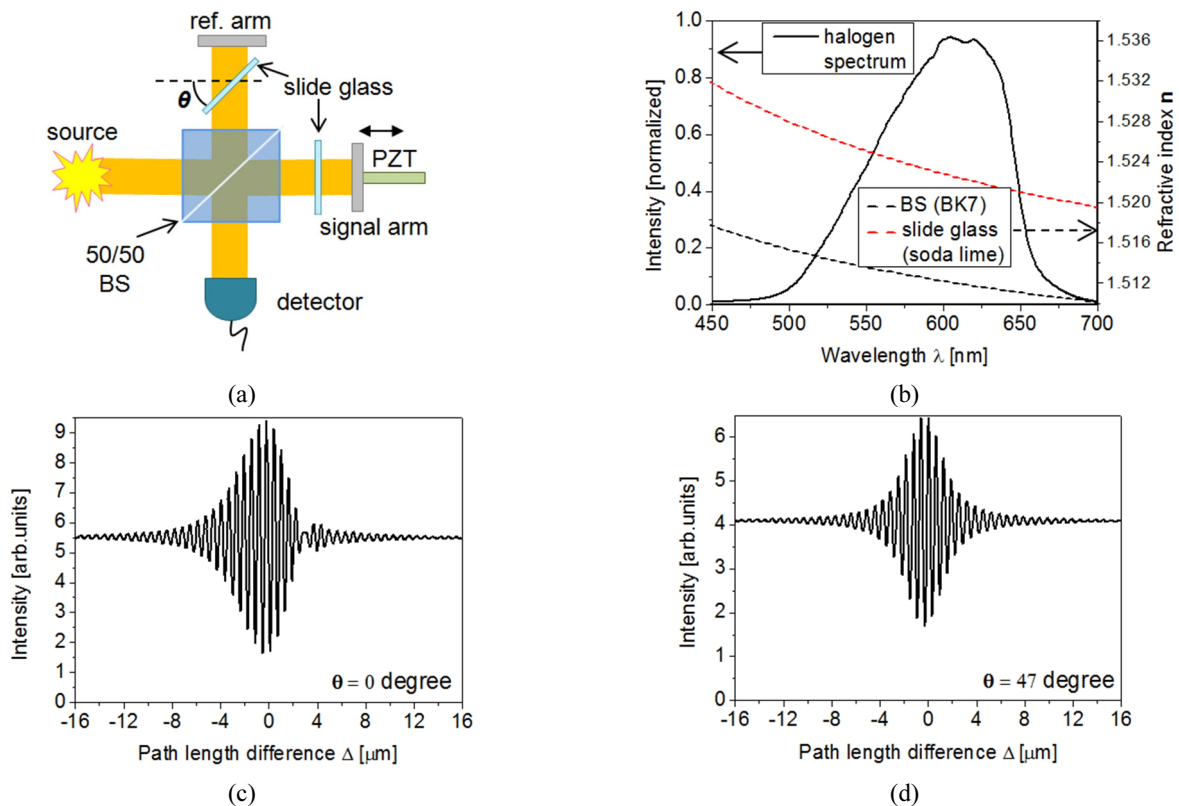 ref. arm
θ
slide glass
source
PZT
signal arm
50/50
BS
detector
(a)
Intensity [normalized]
1.0
0.8
0.6
0.4
0.2
0.0
halogen
spectrum
BS (BK7)
slide glass
(soda lime)
1.536
1.532
1.528
1.524
1.520
1.516
1.512
Refractive index n
450 500 550 600 650 700
Wavelength λ [nm]
(b)
Intensity [arb.units]
9
8
7
6
5
4
3
2
1
0
θ = 0 degree
-16 -12 -8 -4 0 4 8 12 16
Path length difference Δ [μm]
(c)
Intensity [arb.units]
6
5
4
3
2
1
0
θ = 47 degree
-16 -12 -8 -4 0 4 8 12 16
Path length difference Δ [μm]
(d)